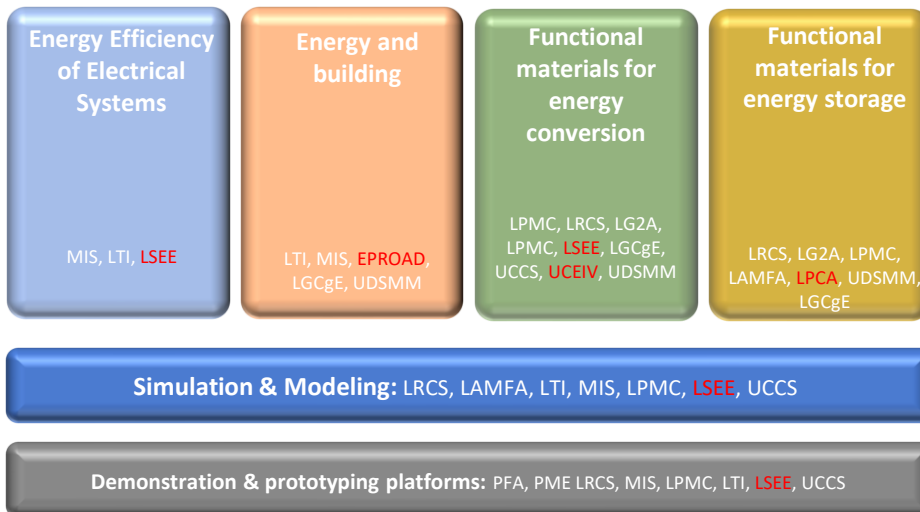 Energy Efficiency
of Electrical
Systems
MIS, LTI, LSEE
Energy and
building
LTI, MIS, EPROAD,
LGCgE, UDSMM
Functional
materials for
energy
conversion
LPMC, LRCS, LG2A,
LPMC, LSEE, LGCgE,
UCCS, UCEIV, UDSMM
Functional
materials for
energy storage
LRCS, LG2A, LPMC,
LAMFA, LPCA, UDSMM,
LGCgE
Simulation & Modeling: LRCS, LAMFA, LTI, MIS, LPMC, LSEE, UCCS
Demonstration & prototyping platforms: PFA, PME LRCS, MIS, LPMC, LTI, LSEE, UCCS